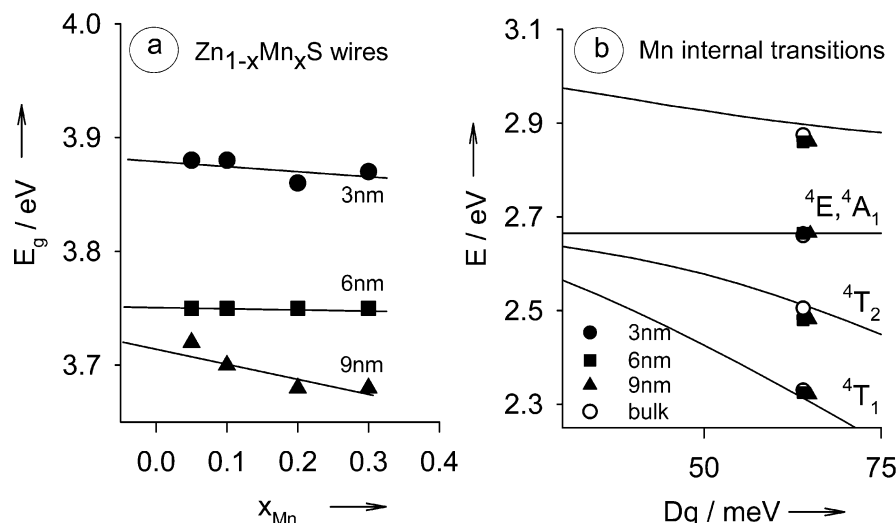 a Zn1-xMnxS wires
4.0
3.9
3.8
3.7
Eg / eV
3nm
6nm
9nm
0.0 0.1 0.2 0.3 0.4
xMn
b Mn internal transitions
3.1
2.9
2.7
2.5
2.3
E / eV
4E,4A1
4T2
4T1
3nm
6nm
9nm
bulk
50 75
Dq / meV